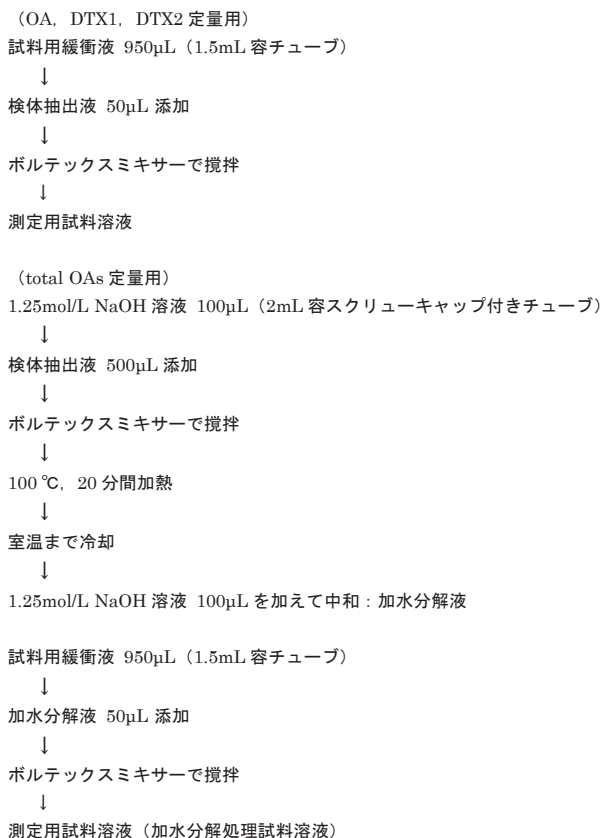 （OA，DTX1，DTX2 定量用）
試料用緩衝液 950µL（1.5mL 容チューブ）
↓
検体抽出液 50µL 添加
↓
ボルテックスミキサーで撹拌
↓
測定用試料溶液
（total OAs 定量用）
1.25mol/L NaOH 溶液 100µL（2mL 容スクリューキャップ付きチューブ）
↓
検体抽出液 500µL 添加
↓
ボルテックスミキサーで撹拌
↓
100 ℃，20 分間加熱
↓
室温まで冷却
↓
1.25mol/L NaOH 溶液 100µL を加えて中和：加水分解液
試料用緩衝液 950µL（1.5mL 容チューブ）
↓
加水分解液 50µL 添加
↓
ボルテックスミキサーで撹拌
↓
測定用試料溶液（加水分解処理試料溶液）